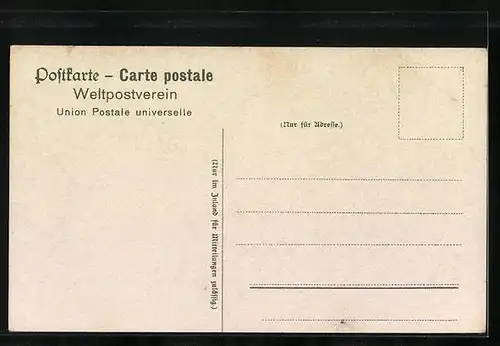 Postkarte – Carte postale
Weltpostverein
Union Postale universelle
(Nur für Adresse.)
(Nur im Inland für Mitteilungen zulässig.)